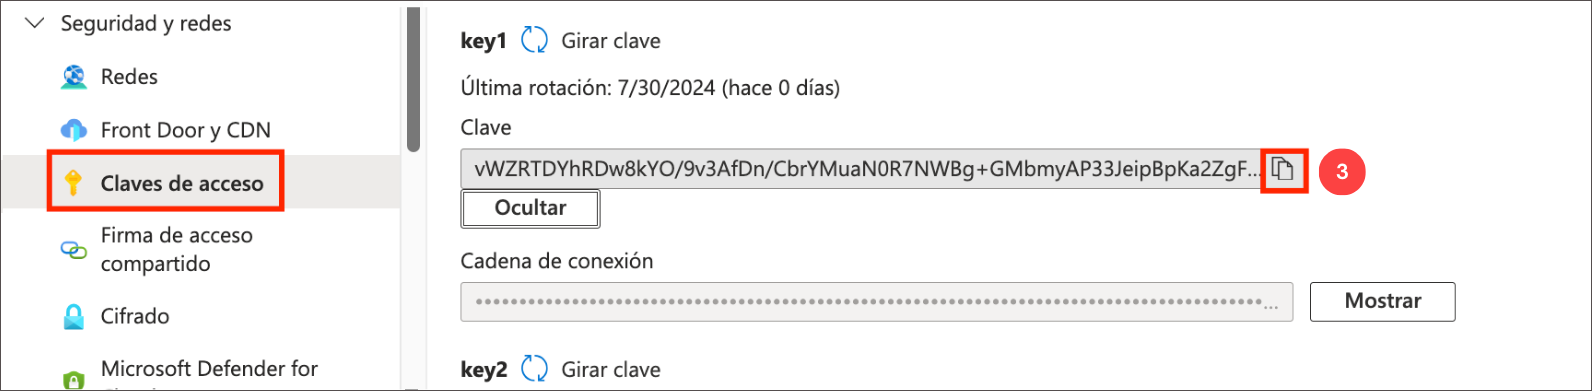 Seguridad y redes
Redes
Front Door y CDN
Claves de acceso
Firma de acceso
compartido
Cifrado
Microsoft Defender for
key1 Girar clave
Última rotación: 7/30/2024 (hace 0 días)
Clave
vWZRTDYhRDw8kYO/9v3AfDn/CbrYMuaN0R7NWBg+GMbmyAP33JeipBpKa2ZgF...
3
Ocultar
Cadena de conexión
Mostrar
key2 Girar clave